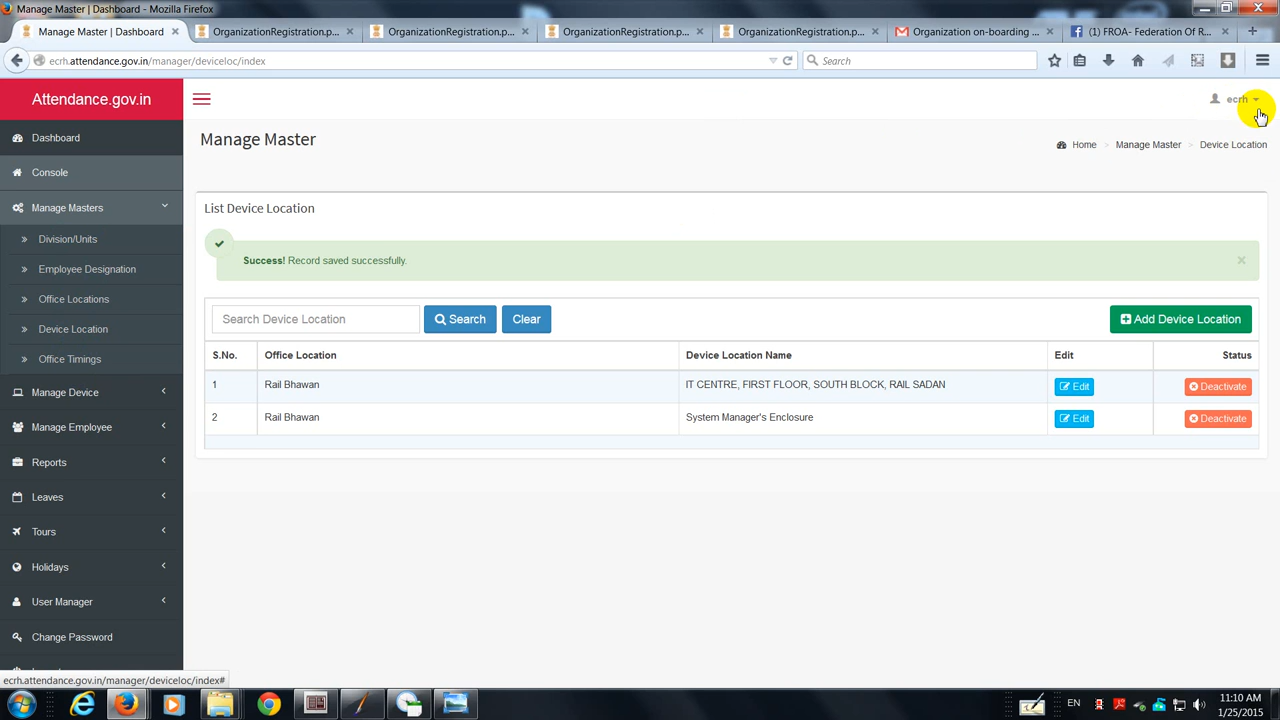 Manage Master | Dashboard - Mozilla Firefox
Manage Master | Dashboard
OrganizationRegistration.p...
OrganizationRegistration.p...
OrganizationRegistration.p...
OrganizationRegistration.p...
Organization on-boarding ...
(1) FROA- Federation Of R...
ecrh.attendance.gov.in/manager/deviceloc/index
Search
Attendance.gov.in
ecrh
Manage Master
Home > Manage Master > Device Location
Dashboard
Console
Manage Masters
Division/Units
Employee Designation
Office Locations
Device Location
Office Timings
Manage Device
Manage Employee
Reports
Leaves
Tours
Holidays
User Manager
Change Password
List Device Location
Success! Record saved successfully.
Search Device Location
Search
Clear
Add Device Location
S.No. Office Location Device Location Name Edit Status
1 Rail Bhawan IT CENTRE, FIRST FLOOR, SOUTH BLOCK, RAIL SADAN Edit Deactivate
2 Rail Bhawan System Manager's Enclosure Edit Deactivate
ecrh.attendance.gov.in/manager/deviceloc/index#
EN
11:10 AM
1/25/2015